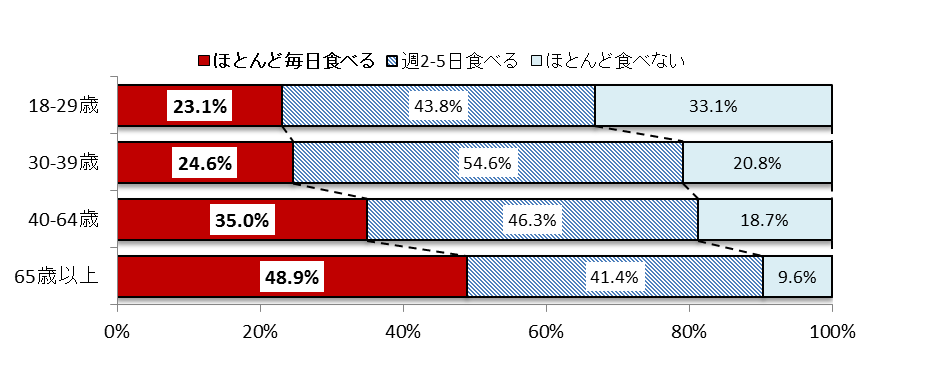 ほとんど毎日食べる 週2-5日食べる ほとんど食べない
18-29歳 23.1% 43.8% 33.1%
30-39歳 24.6% 54.6% 20.8%
40-64歳 35.0% 46.3% 18.7%
65歳以上 48.9% 41.4% 9.6%
0% 20% 40% 60% 80% 100%